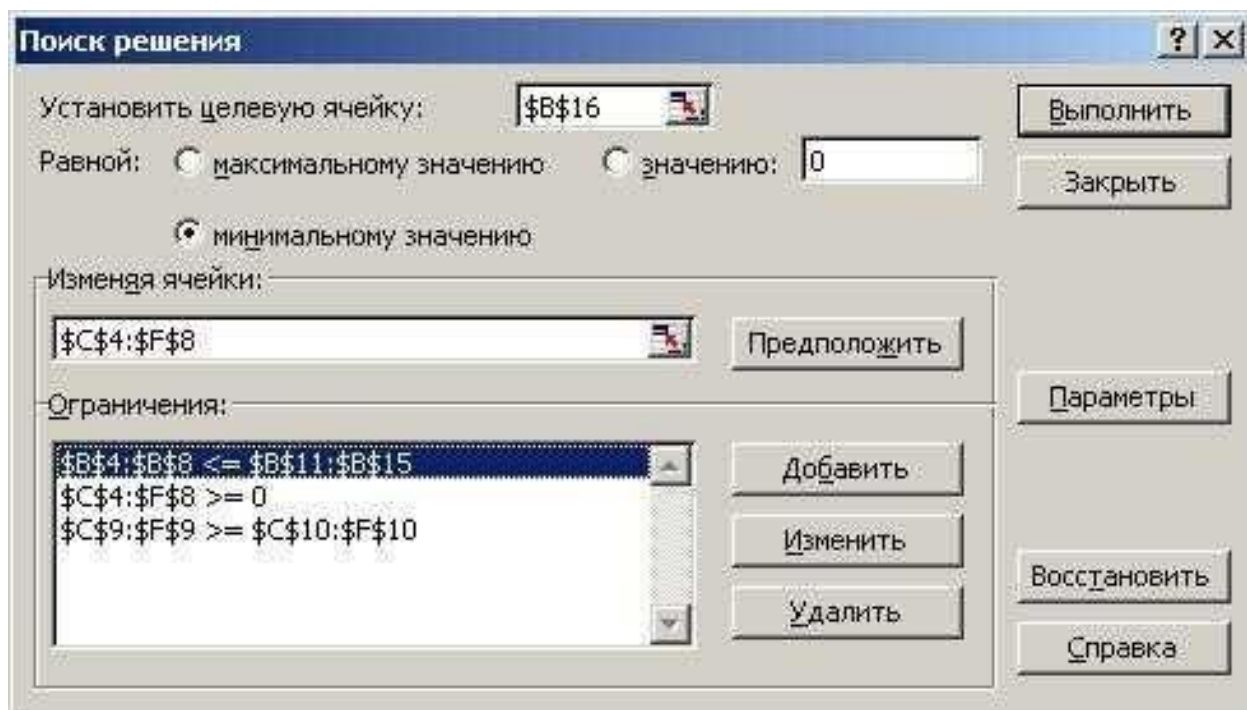 Поиск решения
Установить целевую ячейку: $B$16
Выполнить
Равной: максимальному значению значению: 0
Закрыть
минимальному значению
Изменяя ячейки:
$C$4:$F$8
Предположить
Параметры
Ограничения:
$B$4:$B$8 <= $B$11:$B$15
$C$4:$F$8 >= 0
$C$9:$F$9 >= $C$10:$F$10
Добавить
Изменить
Удалить
Восстановить
Справка